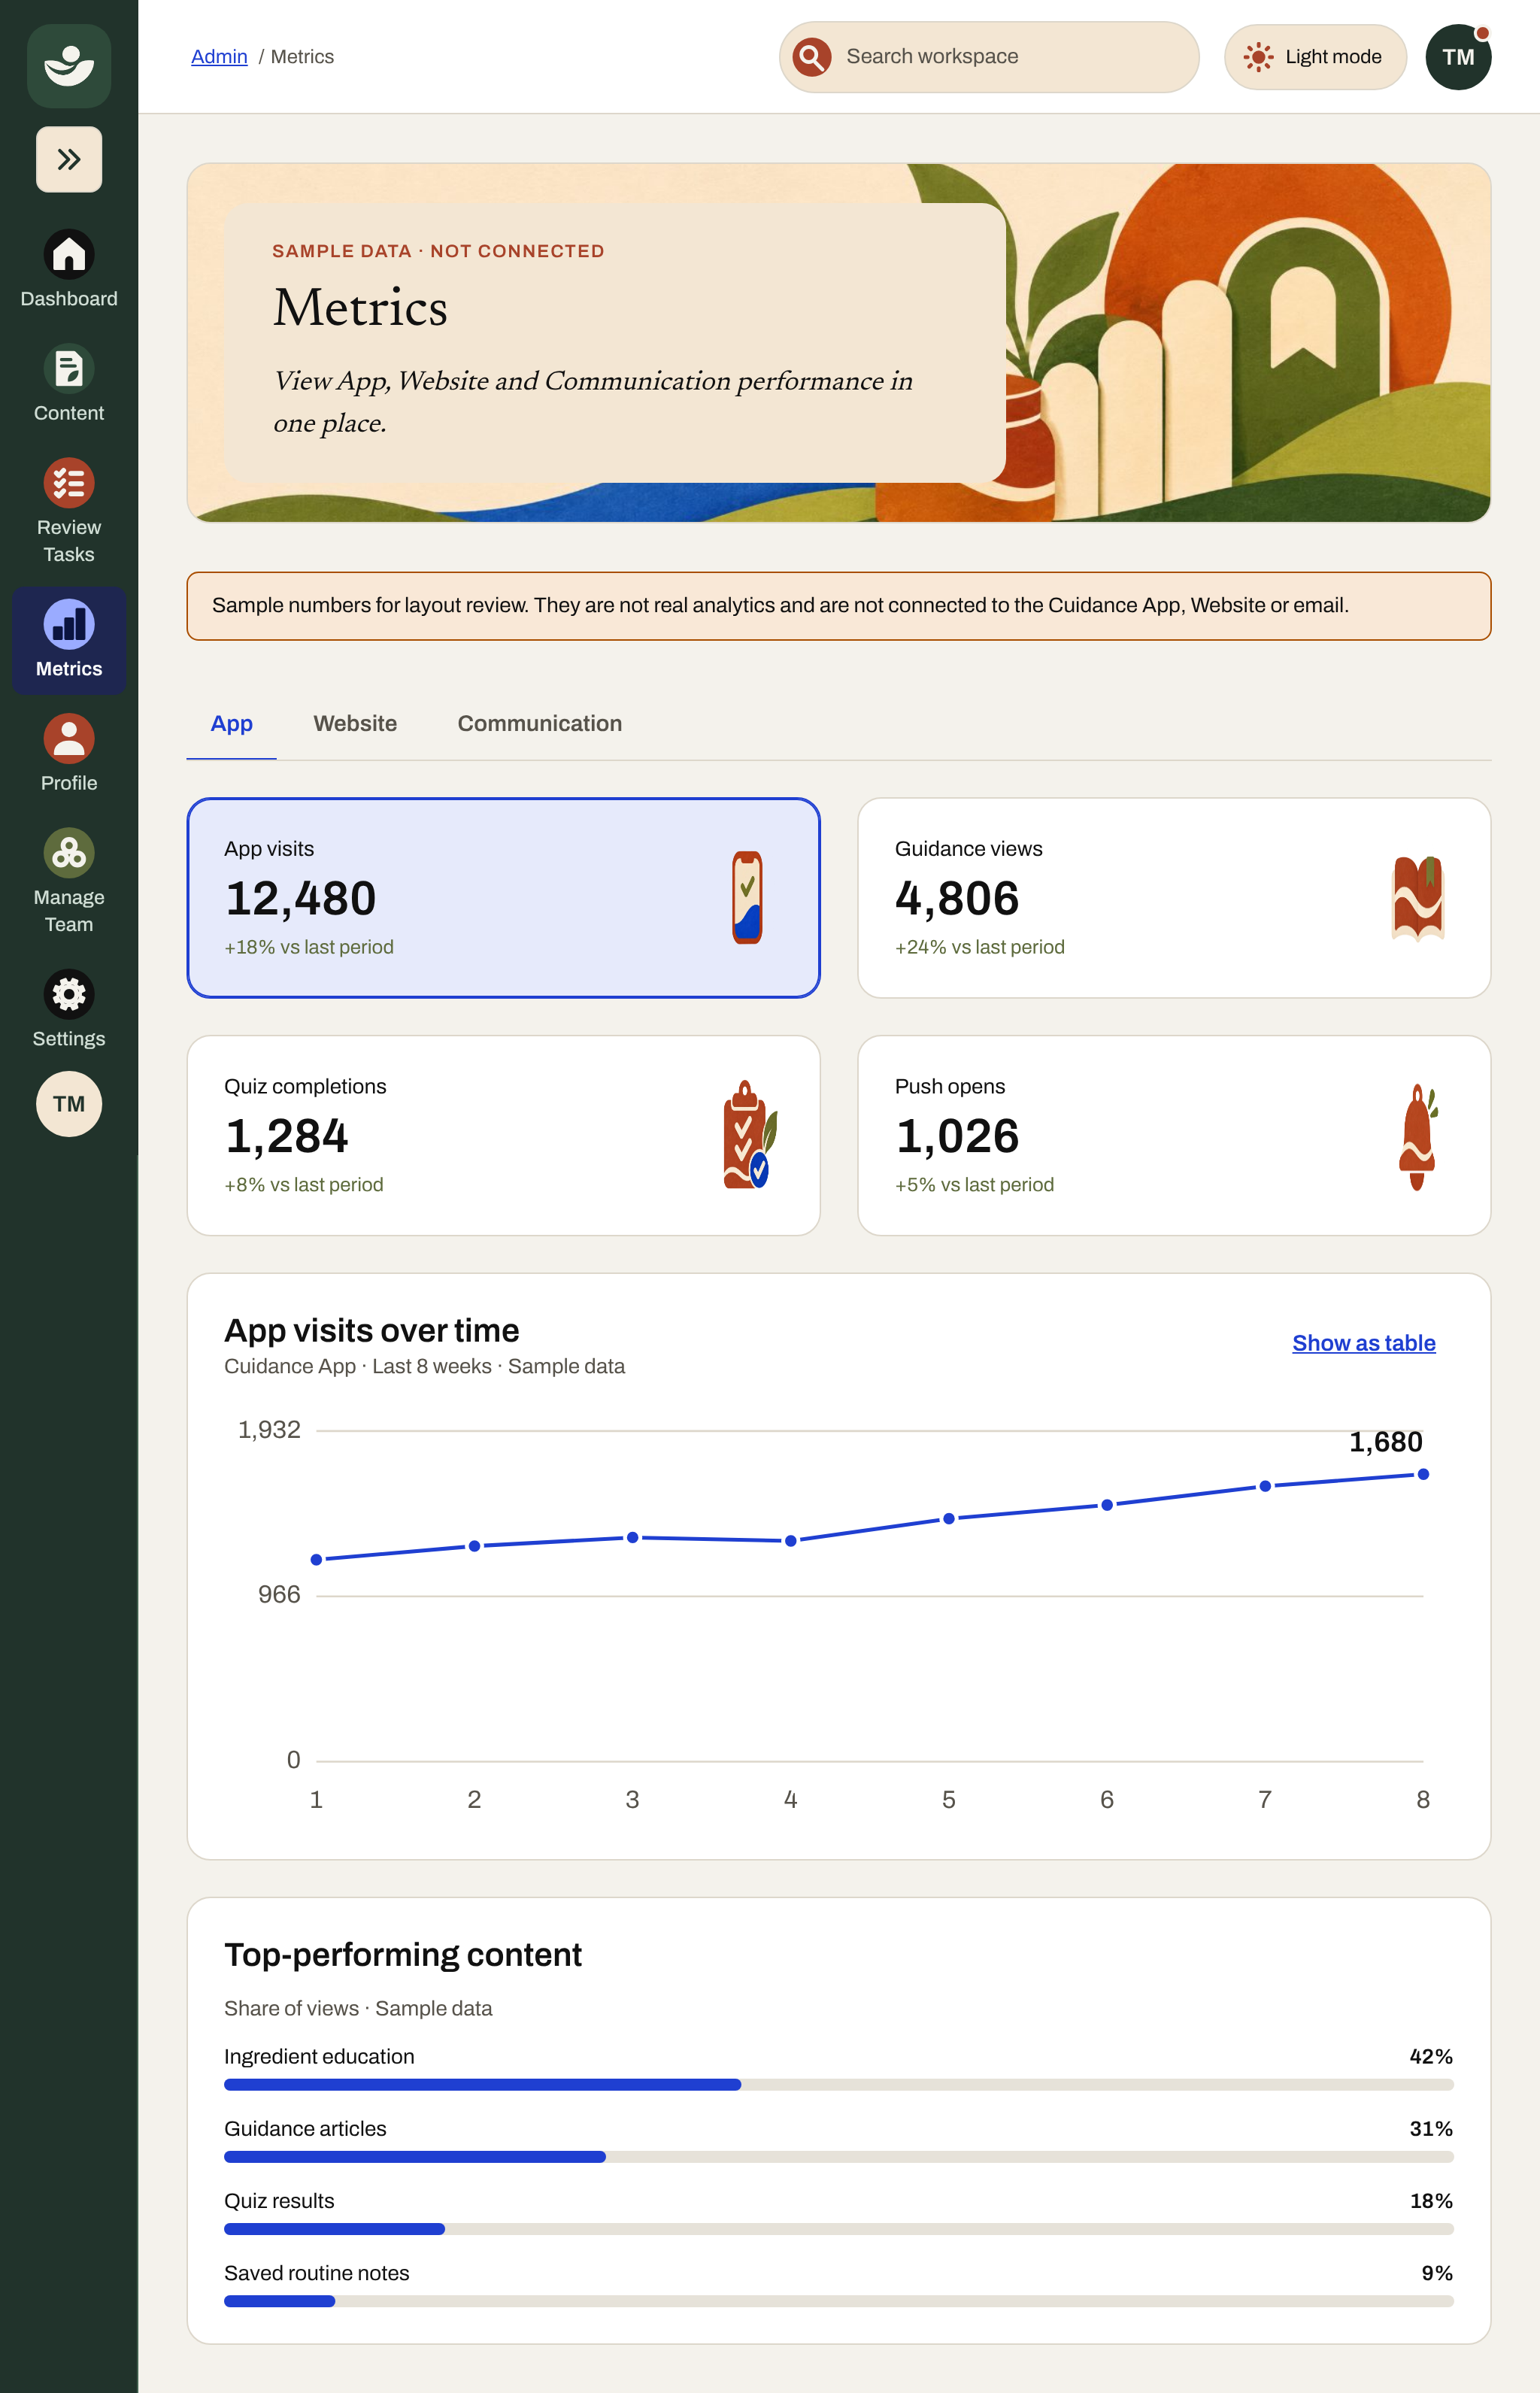 Admin / Metrics
Search workspace
Light mode
TM
Dashboard
Content
Review
Tasks
Metrics
Profile
Manage
Team
Settings
TM
SAMPLE DATA · NOT CONNECTED
Metrics
View App, Website and Communication performance in
one place.
Sample numbers for layout review. They are not real analytics and are not connected to the Cuidance App, Website or email.
App
Website
Communication
App visits
12,480
+18% vs last period
Guidance views
4,806
+24% vs last period
Quiz completions
1,284
+8% vs last period
Push opens
1,026
+5% vs last period
App visits over time
Cuidance App · Last 8 weeks · Sample data
Show as table
1,932
1,680
966
0
1 2 3 4 5 6 7 8
Top-performing content
Share of views · Sample data
Ingredient education 42%
Guidance articles 31%
Quiz results 18%
Saved routine notes 9%